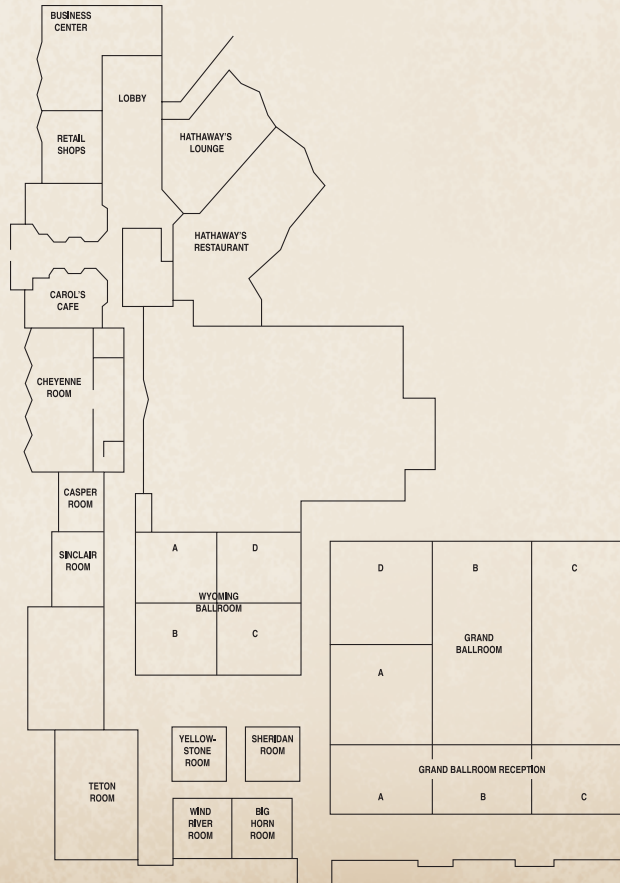 BUSINESS
CENTER
LOBBY
RETAIL
SHOPS
HATHAWAY'S
LOUNGE
HATHAWAY'S
RESTAURANT
CAROL'S
CAFE
CHEYENNE
ROOM
CASPER
ROOM
SINCLAIR
ROOM
A
D
WYOMING
BALLROOM
B
C
D
B
C
GRAND
BALLROOM
A
YELLOW-
STONE
ROOM
SHERIDAN
ROOM
GRAND BALLROOM RECEPTION
A
B
C
TETON
ROOM
WIND
RIVER
ROOM
BIG
HORN
ROOM